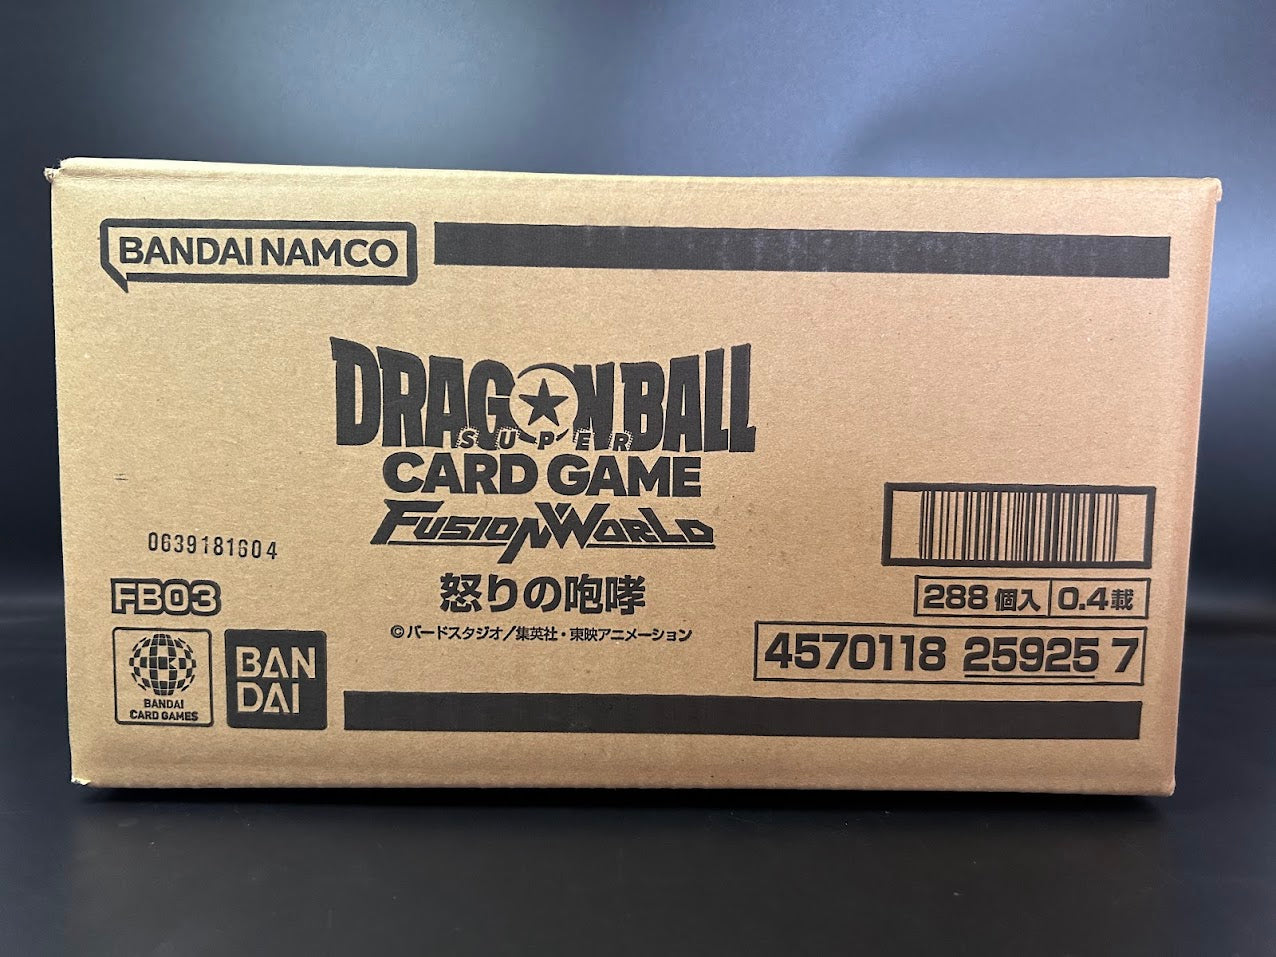 BANDAI NAMCO
DRAGON BALL
SUPER
CARD GAME
FUSION WORLD
0639181604
FB03
怒りの咆哮
288 個入 0.4載
©バードスタジオ/集英社・東映アニメーション
4570118 25925 7
BANDAI
CARD GAMES
BAN
DAI